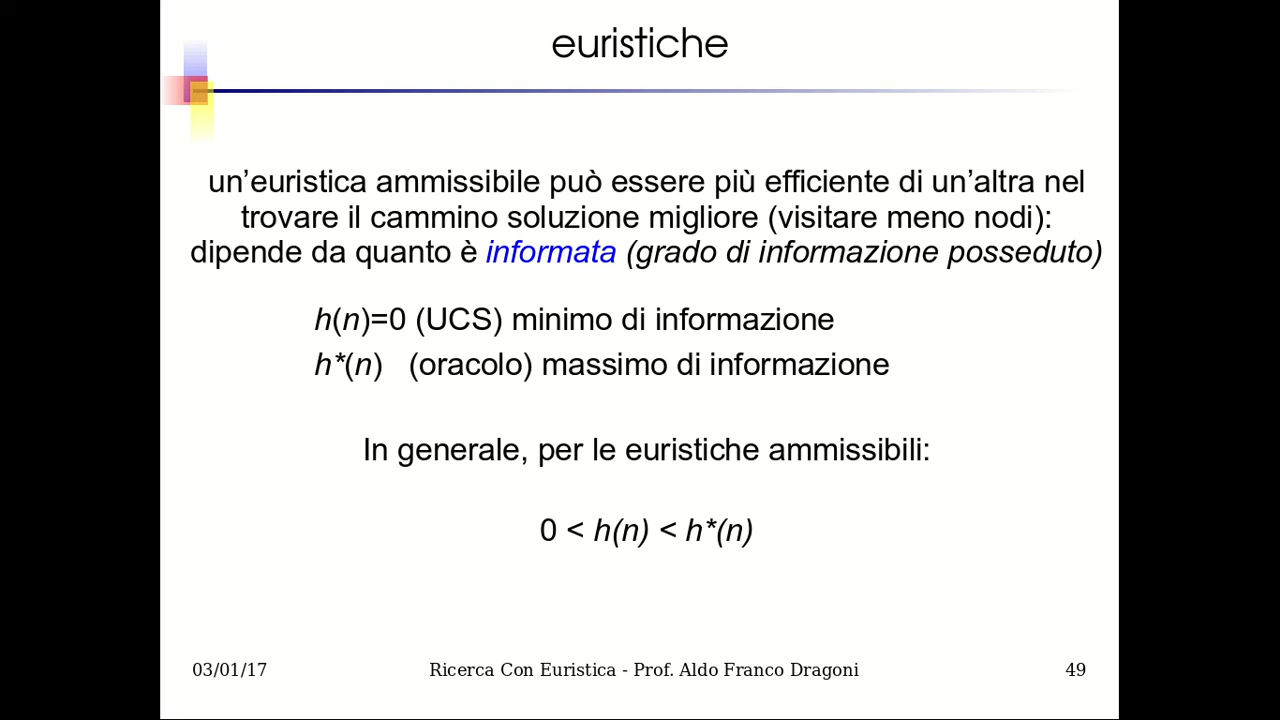 euristiche
un’euristica ammissibile può essere più efficiente di un’altra nel
trovare il cammino soluzione migliore (visitare meno nodi):
dipende da quanto è informata (grado di informazione posseduto)
h(n)=0 (UCS) minimo di informazione
h*(n) (oracolo) massimo di informazione
In generale, per le euristiche ammissibili:
0 < h(n) < h*(n)
03/01/17 Ricerca Con Euristica - Prof. Aldo Franco Dragoni 49